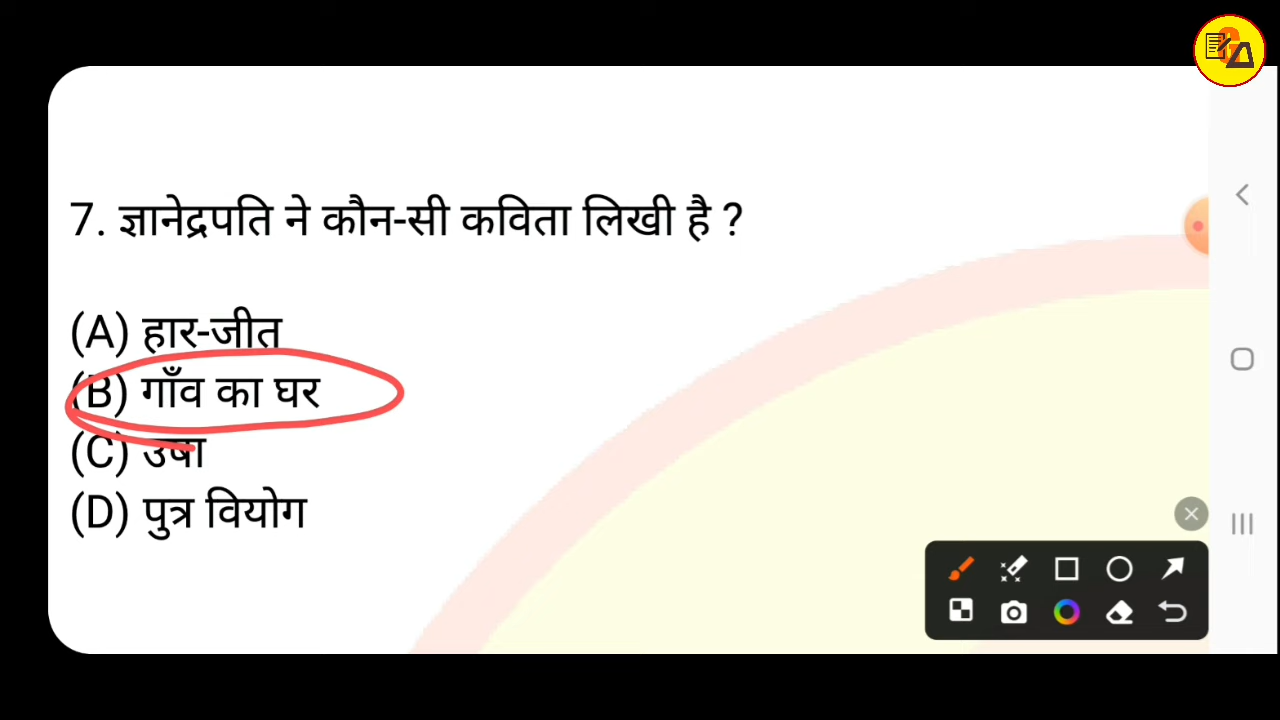 7. ज्ञानेद्रपति ने कौन-सी कविता लिखी है ?
(A) हार-जीत
(B) गाँव का घर
(C) उषा
(D) पुत्र वियोग